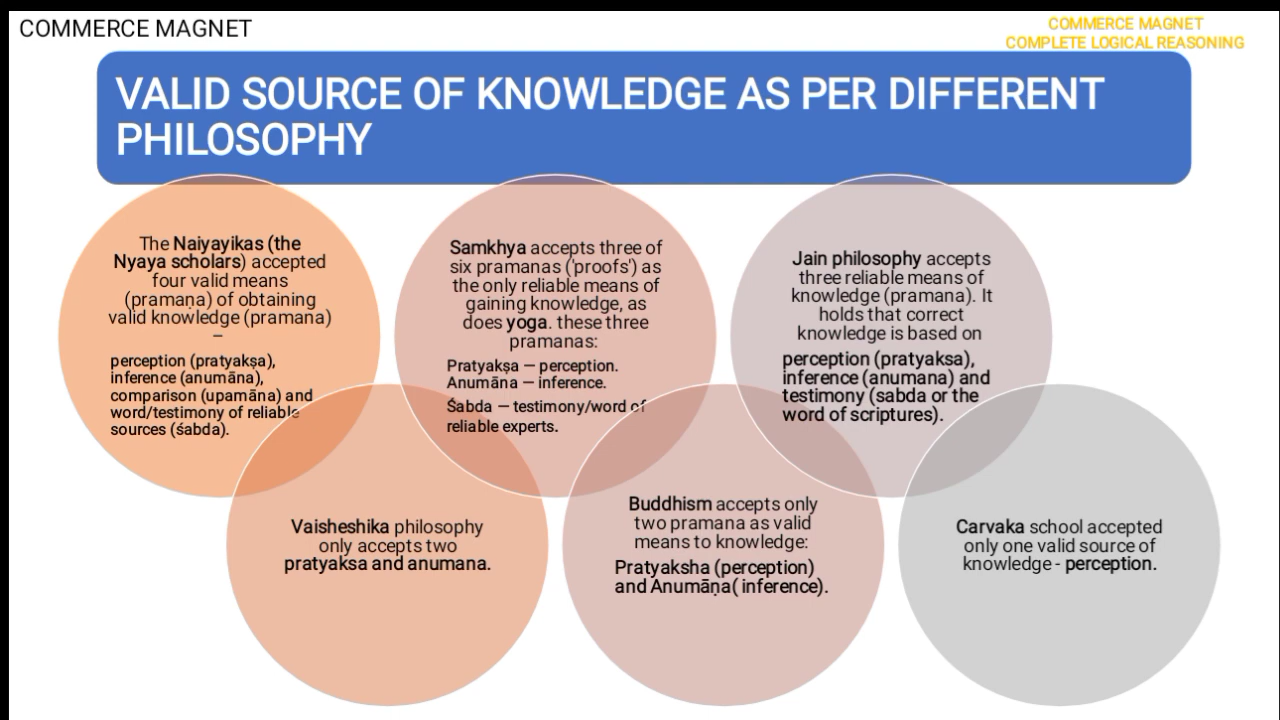 COMMERCE MAGNET
COMMERCE MAGNET
COMPLETE LOGICAL REASONING
VALID SOURCE OF KNOWLEDGE AS PER DIFFERENT
PHILOSOPHY
The Naiyayikas (the
Nyaya scholars) accepted
four valid means
(pramaṇa) of obtaining
valid knowledge (pramana)
–
perception (pratyakṣa),
inference (anumāna),
comparison (upamāna) and
word/testimony of reliable
sources (śabda).
Samkhya accepts three of
six pramanas ('proofs') as
the only reliable means of
gaining knowledge, as
does yoga. these three
pramanas:
Pratyakṣa — perception.
Anumāna — inference.
Śabda — testimony/word of
reliable experts.
Jain philosophy accepts
three reliable means of
knowledge (pramana). It
holds that correct
knowledge is based on
perception (pratyaksa),
inference (anumana) and
testimony (sabda or the
word of scriptures).
Vaisheshika philosophy
only accepts two
pratyaksa and anumana.
Buddhism accepts only
two pramana as valid
means to knowledge:
Pratyaksha (perception)
and Anumāṇa( inference).
Carvaka school accepted
only one valid source of
knowledge - perception.